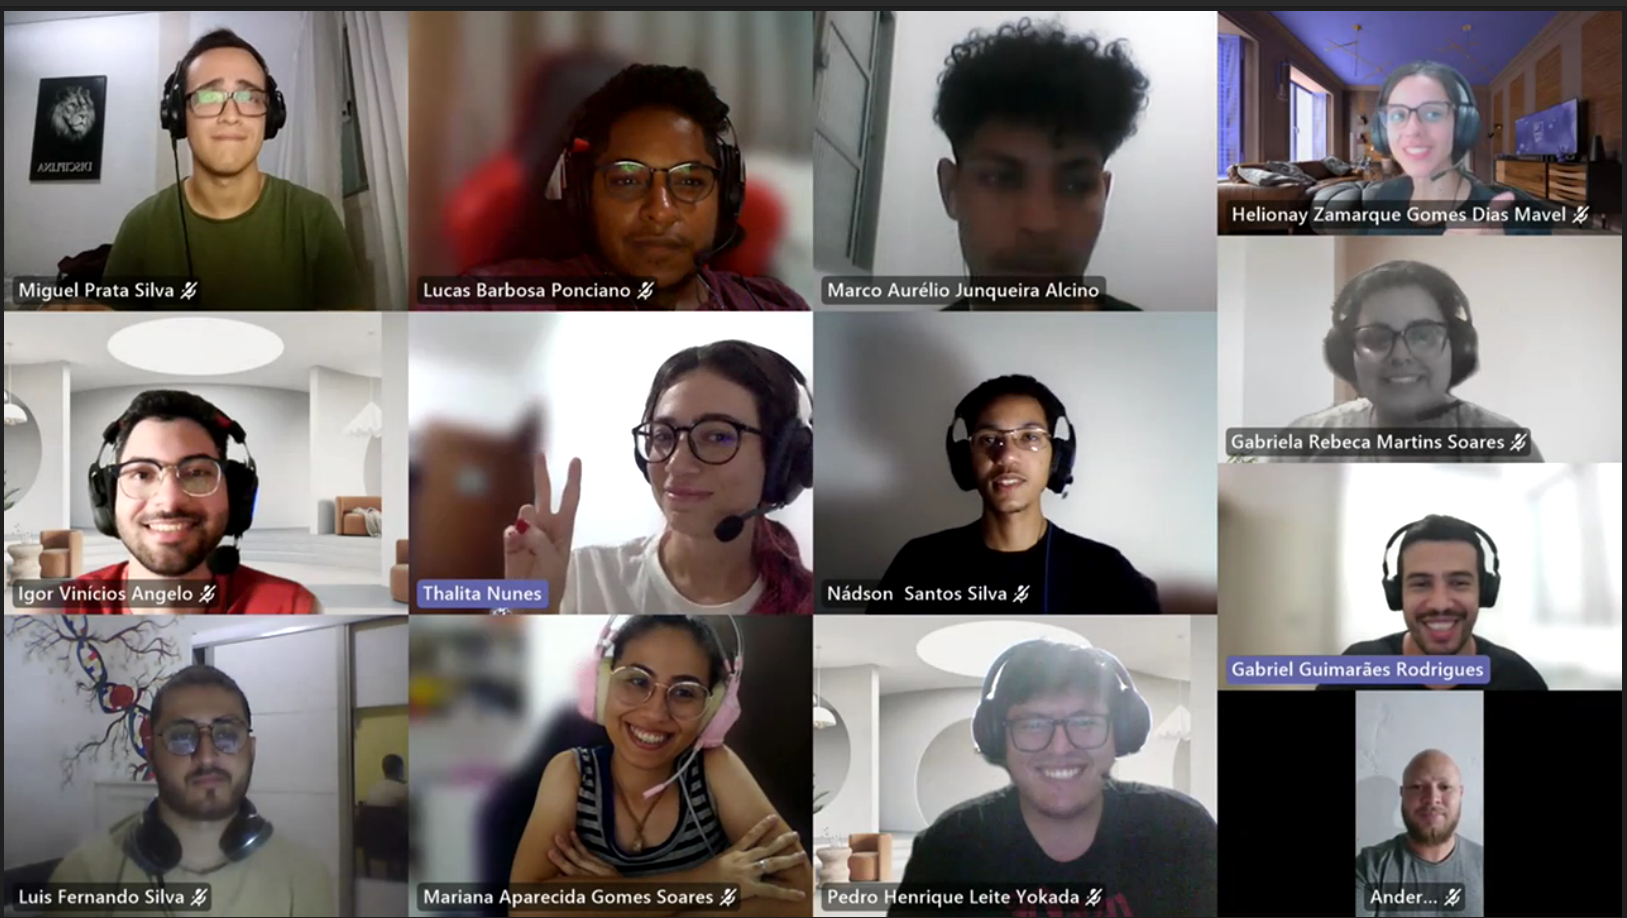 DISCIPLINA
Miguel Prata Silva
Lucas Barbosa Ponciano
Marco Aurélio Junqueira Alcino
Helionay Zamarque Gomes Dias Mavel
Gabriela Rebeca Martins Soares
Igor Vinícios Angelo
Thalita Nunes
Nádson Santos Silva
Gabriel Guimarães Rodrigues
Luis Fernando Silva
Mariana Aparecida Gomes Soares
Pedro Henrique Leite Yokada
Ander...